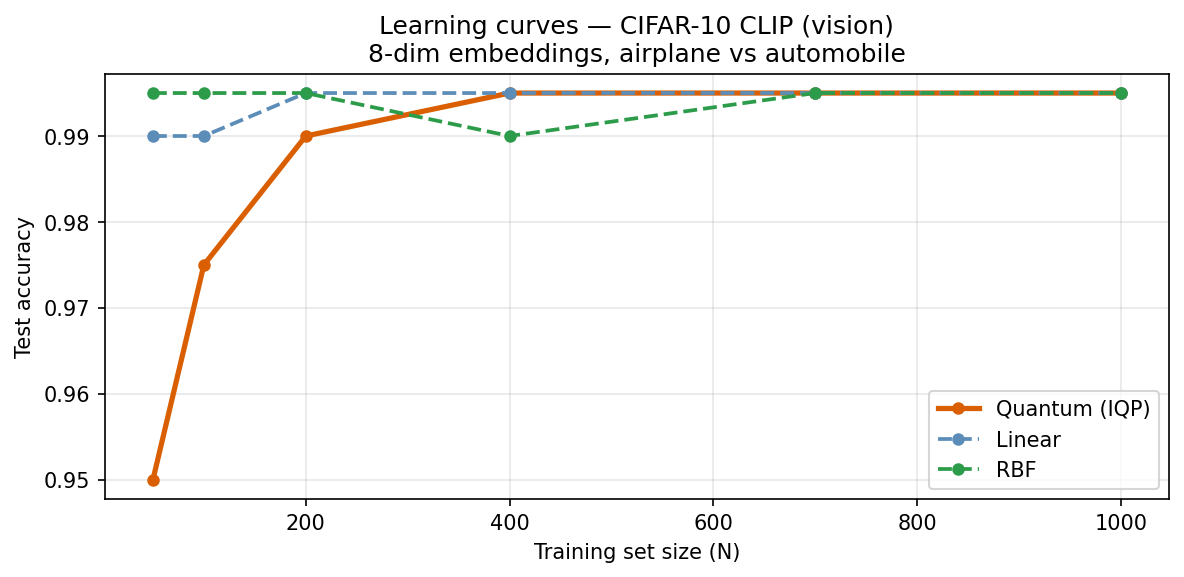 Learning curves — CIFAR-10 CLIP (vision)
8-dim embeddings, airplane vs automobile
Test accuracy
0.99
0.98
0.97
0.96
0.95
200
400
600
800
1000
Training set size (N)
Quantum (IQP)
Linear
RBF